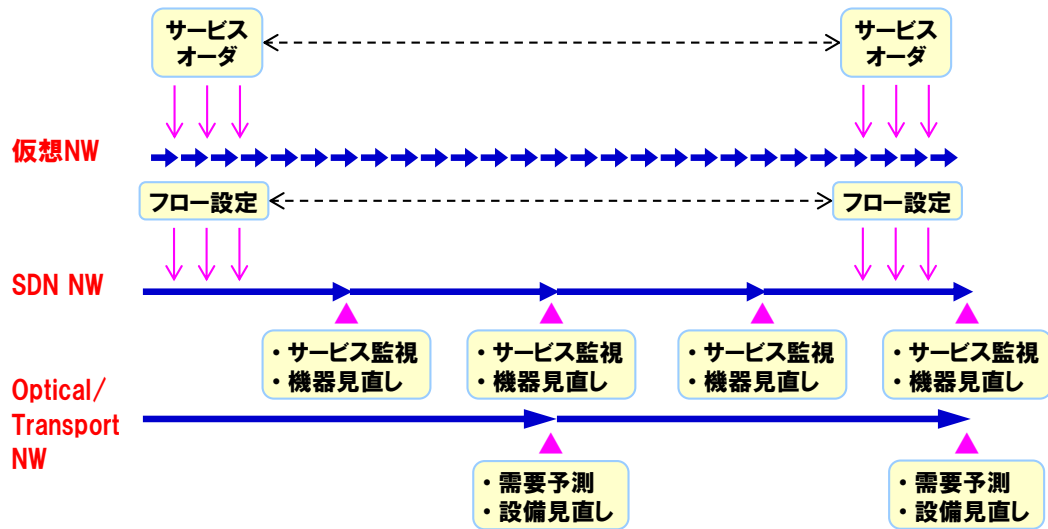 サービス
オーダ
サービス
オーダ
仮想NW
フロー設定
フロー設定
SDN NW
・サービス監視
・機器見直し
・サービス監視
・機器見直し
・サービス監視
・機器見直し
・サービス監視
・機器見直し
Optical/
Transport
NW
・需要予測
・設備見直し
・需要予測
・設備見直し